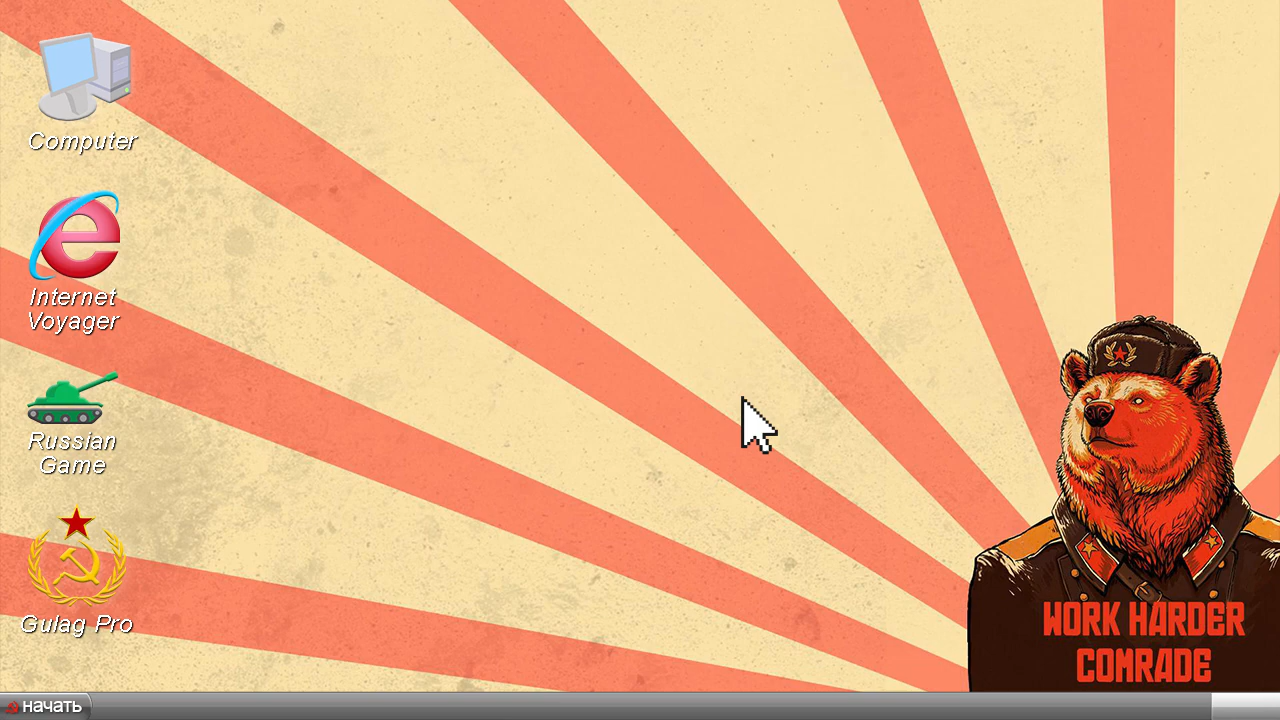 Computer
Internet
Voyager
Russian
Game
Gulag Pro
WORK HARDER
COMRADE
начать